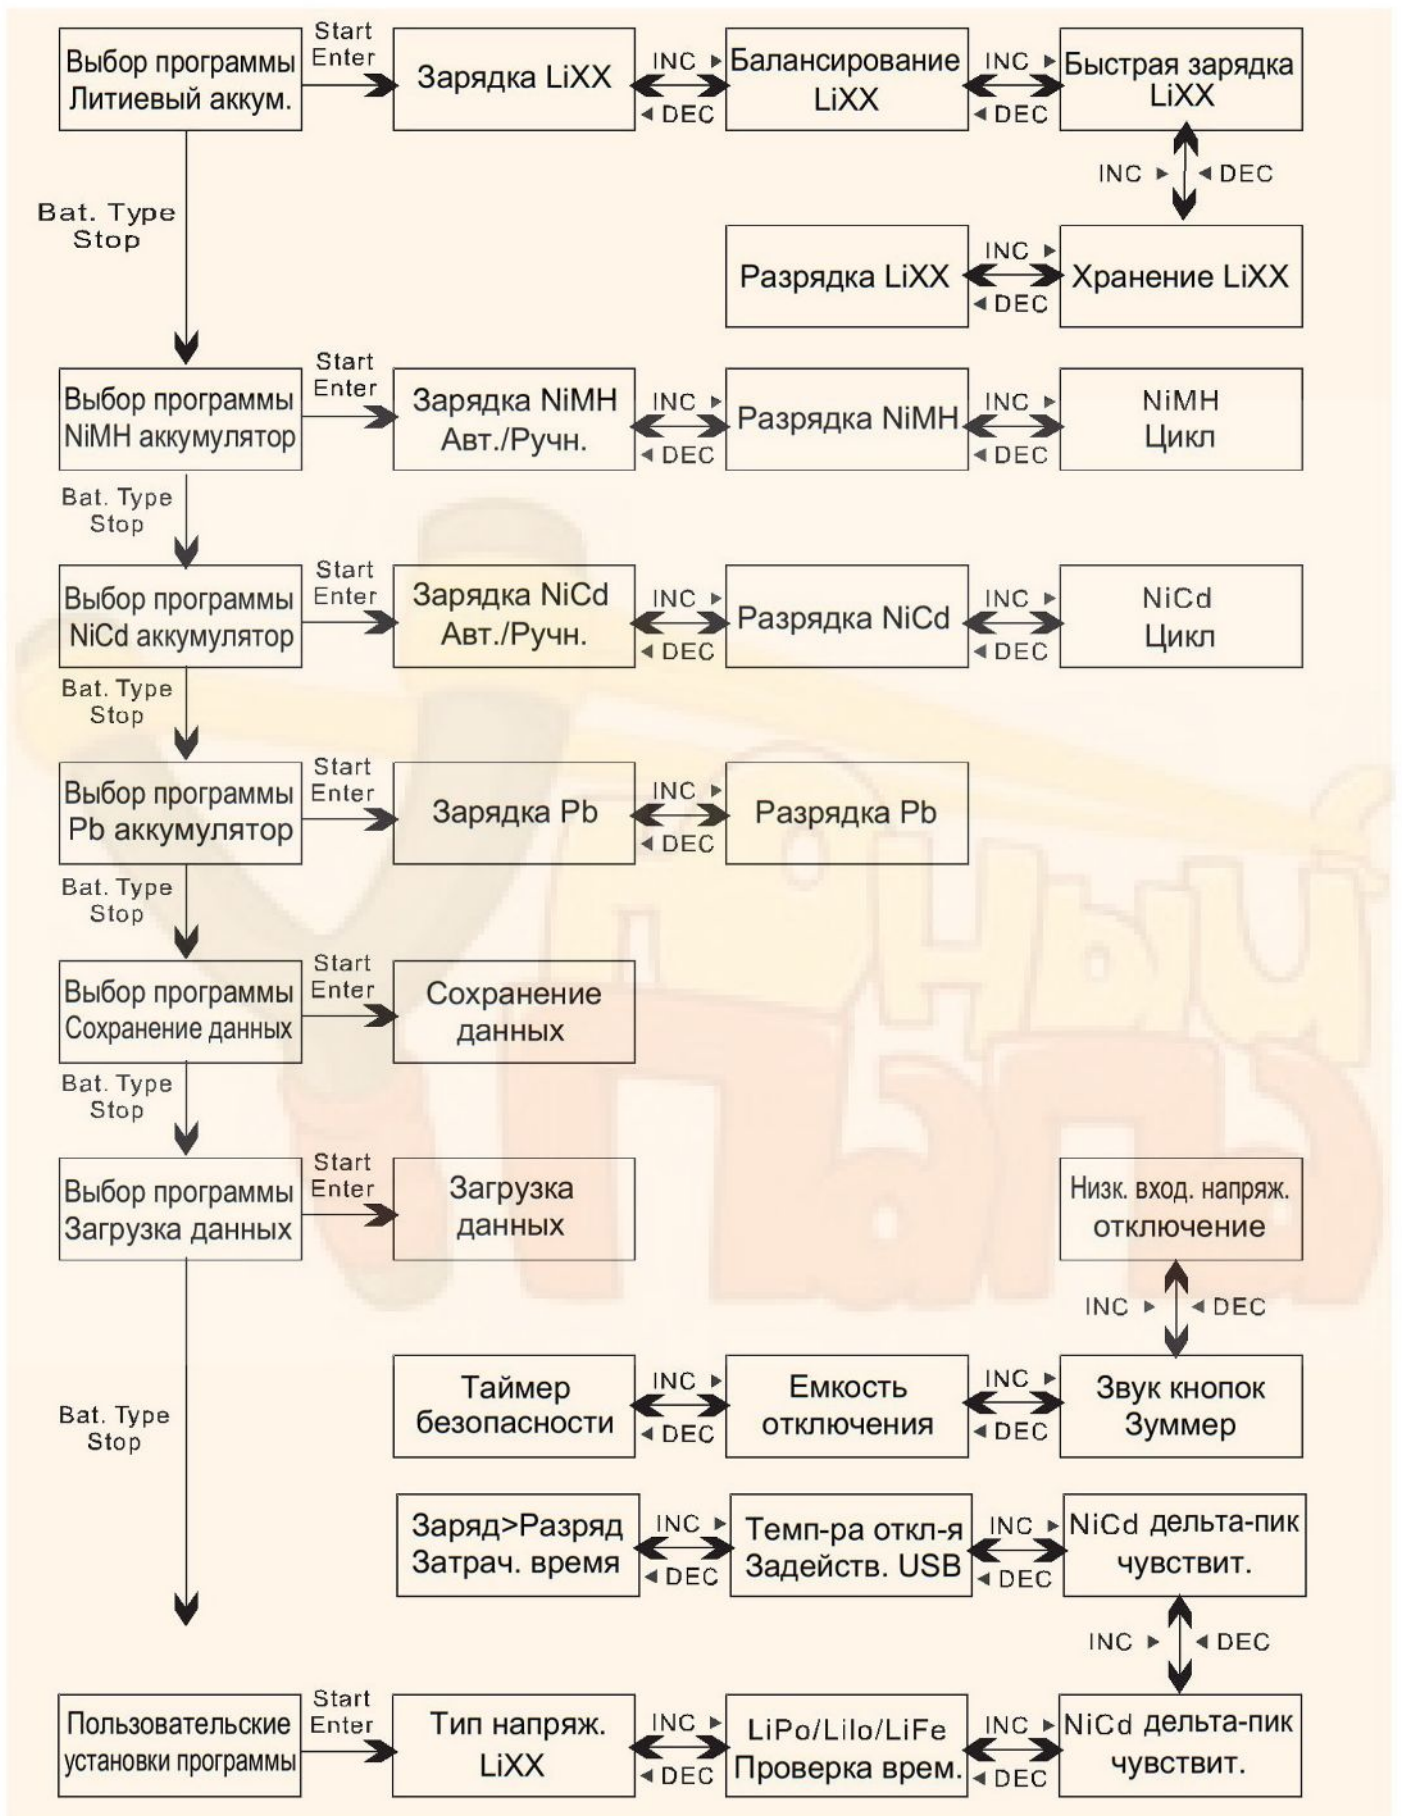 Выбор программы
Литиевый аккум.
Start
Enter
Зарядка LiXX
INC ►
◄ DEC
Балансирование
LiXX
INC ►
◄ DEC
Быстрая зарядка
LiXX
INC ► ◄ DEC
Bat. Type
Stop
Разрядка LiXX
INC ►
◄ DEC
Хранение LiXX
Выбор программы
NiMH аккумулятор
Start
Enter
Зарядка NiMH
Авт./Ручн.
INC ►
◄ DEC
Разрядка NiMH
INC ►
◄ DEC
NiMH
Цикл
Bat. Type
Stop
Выбор программы
NiCd аккумулятор
Start
Enter
Зарядка NiCd
Авт./Ручн.
INC ►
◄ DEC
Разрядка NiCd
INC ►
◄ DEC
NiCd
Цикл
Bat. Type
Stop
Выбор программы
Pb аккумулятор
Start
Enter
Зарядка Pb
INC ►
◄ DEC
Разрядка Pb
Bat. Type
Stop
Выбор программы
Сохранение данных
Start
Enter
Сохранение
данных
Bat. Type
Stop
Выбор программы
Загрузка данных
Start
Enter
Загрузка
данных
Низк. вход. напряж.
отключение
INC ► ◄ DEC
Bat. Type
Stop
Таймер
безопасности
INC ►
◄ DEC
Емкость
отключения
INC ►
◄ DEC
Звук кнопок
Зуммер
Заряд>Разряд
Затрач. время
INC ►
◄ DEC
Темп-ра откл-я
Задейств. USB
INC ►
◄ DEC
NiCd дельта-пик
чувствит.
INC ► ◄ DEC
Пользовательские
установки программы
Start
Enter
Тип напряж.
LiXX
INC ►
◄ DEC
LiPo/LiIo/LiFe
Проверка врем.
INC ►
◄ DEC
NiCd дельта-пик
чувствит.
Юный
Папа